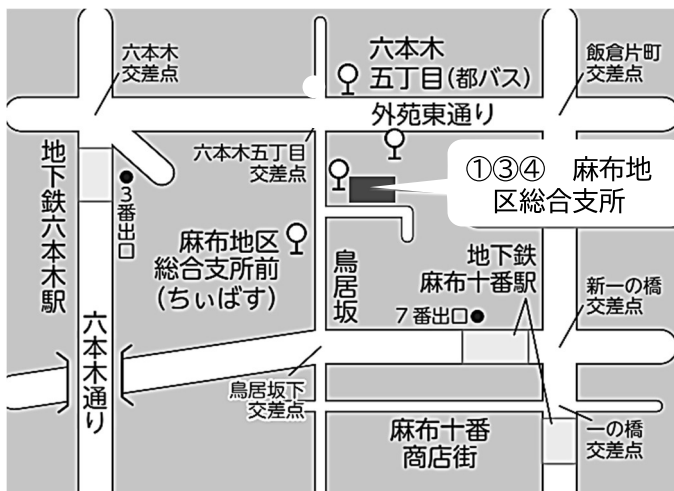 六本木
交差点
六本木
五丁目(都バス)
飯倉片町
交差点
外苑東通り
六本木五丁目
交差点
①③④　麻布地
区総合支所
地下鉄六本木駅
3番出口
麻布地区
総合支所前
(ちぃばす)
鳥居坂
地下鉄
麻布十番駅
7番出口
新一の橋
交差点
六本木通り
鳥居坂下
交差点
麻布十番
商店街
一の橋
交差点